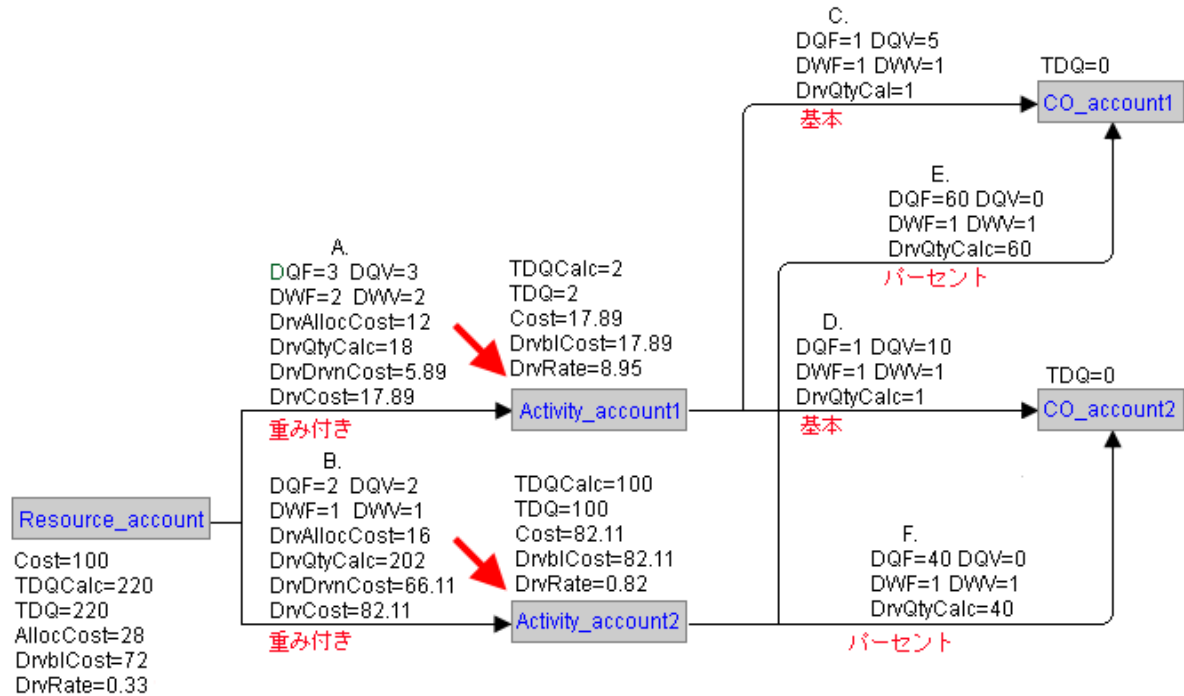 C.
DQF=1 DQV=5
DWF=1 DWV=1
DrvQtyCal=1
基本
TDQ=0
CO_account1
E.
DQF=60 DQV=0
DWF=1 DWV=1
DrvQtyCalc=60
パーセント
A.
DQF=3 DQV=3
DWF=2 DWV=2
DrvAllocCost=12
DrvQtyCalc=18
DrvDrvnCost=5.89
DrvCost=17.89
重み付き
TDQCalc=2
TDQ=2
Cost=17.89
DrvblCost=17.89
DrvRate=8.95
Activity_account1
D.
DQF=1 DQV=10
DWF=1 DWV=1
DrvQtyCalc=1
基本
TDQ=0
CO_account2
B.
DQF=2 DQV=2
DWF=1 DWV=1
DrvAllocCost=16
DrvQtyCalc=202
DrvDrvnCost=66.11
DrvCost=82.11
重み付き
TDQCalc=100
TDQ=100
Cost=82.11
DrvblCost=82.11
DrvRate=0.82
Activity_account2
F.
DQF=40 DQV=0
DWF=1 DWV=1
DrvQtyCalc=40
パーセント
Resource_account
Cost=100
TDQCalc=220
TDQ=220
AllocCost=28
DrvblCost=72
DrvRate=0.33